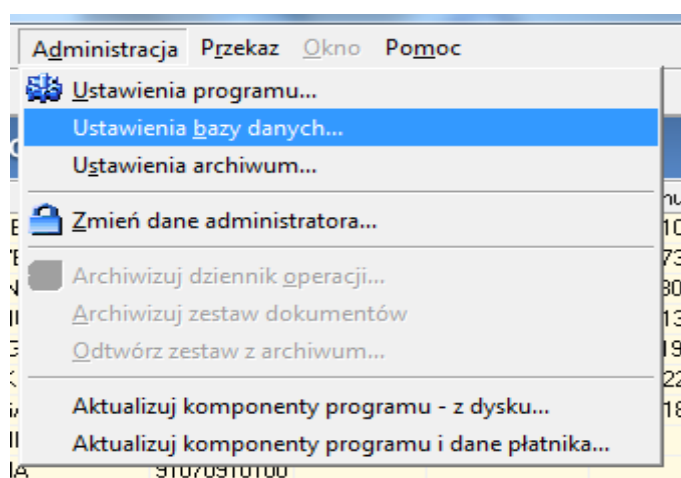 Administracja Przekaz Okno Pomoc
Ustawienia programu...
Ustawienia bazy danych...
Ustawienia archiwum...
Zmień dane administratora...
Archiwizuj dziennik operacji...
Archiwizuj zestaw dokumentów
Odtwórz zestaw z archiwum...
Aktualizuj komponenty programu - z dysku...
Aktualizuj komponenty programu i dane płatnika...